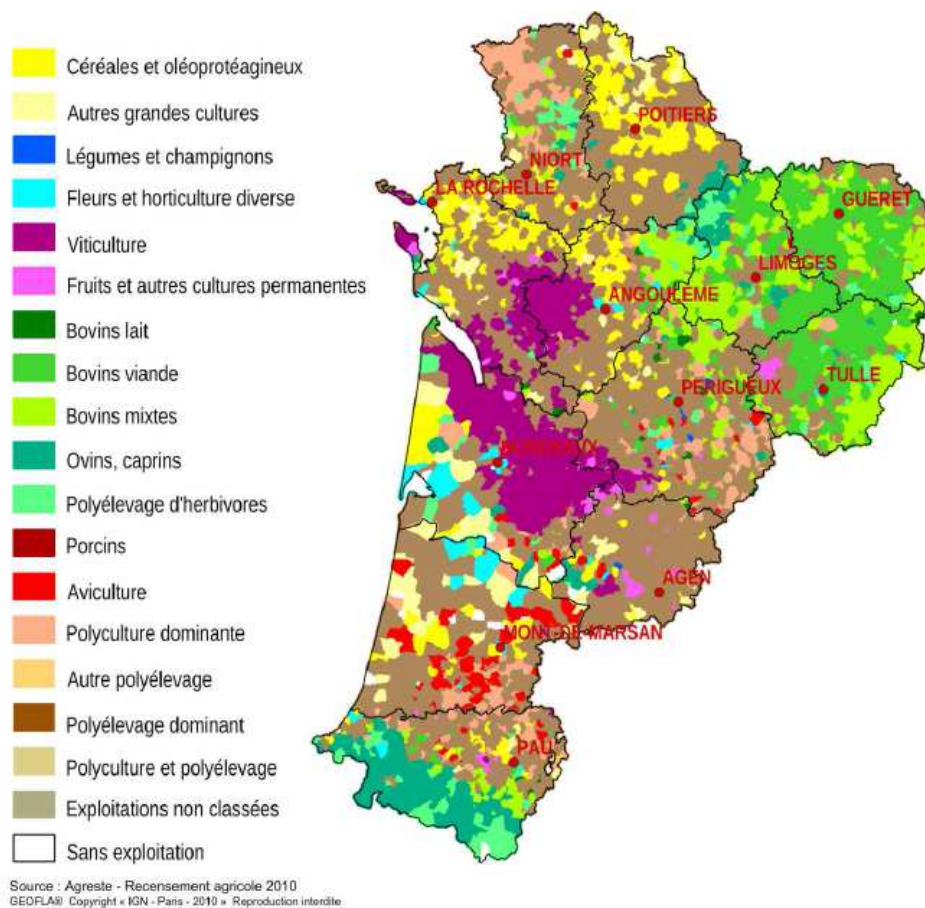 Céréales et oléoprotéagineux
Autres grandes cultures
Légumes et champignons
Fleurs et horticulture diverse
Viticulture
Fruits et autres cultures permanentes
Bovins lait
Bovins viande
Bovins mixtes
Ovins, caprins
Polyélevage d'herbivores
Porcins
Aviculture
Polyculture dominante
Autre polyélevage
Polyélevage dominant
Polyculture et polyélevage
Exploitations non classées
Sans exploitation
POITIERS
NIORT
LA ROCHELLE
GUERET
LIMOGES
ANGOULEME
PERIGUEUX
TULLE
BORDEAUX
AGEN
MONT-DE-MARSAN
PAU
Source : Agreste - Recensement agricole 2010
GEOFLA® Copyright « IGN - Paris - 2010 » Reproduction interdite